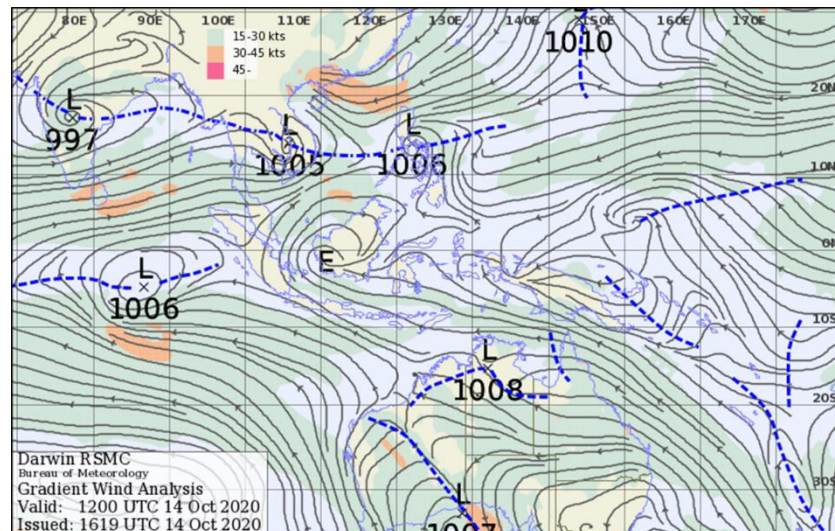 80E 90E 100E 110E 120E 130E 140E 150E 160E 170E
15-30 kts
30-45 kts
45-
1010
20N
L
997
L
1005
L
1006
10N
0N
E
L
1006
10S
L
1008
20S
30S
L
1007
Darwin RSMC
Bureau of Meteorology
Gradient Wind Analysis
Valid: 1200 UTC 14 Oct 2020
Issued: 1619 UTC 14 Oct 2020